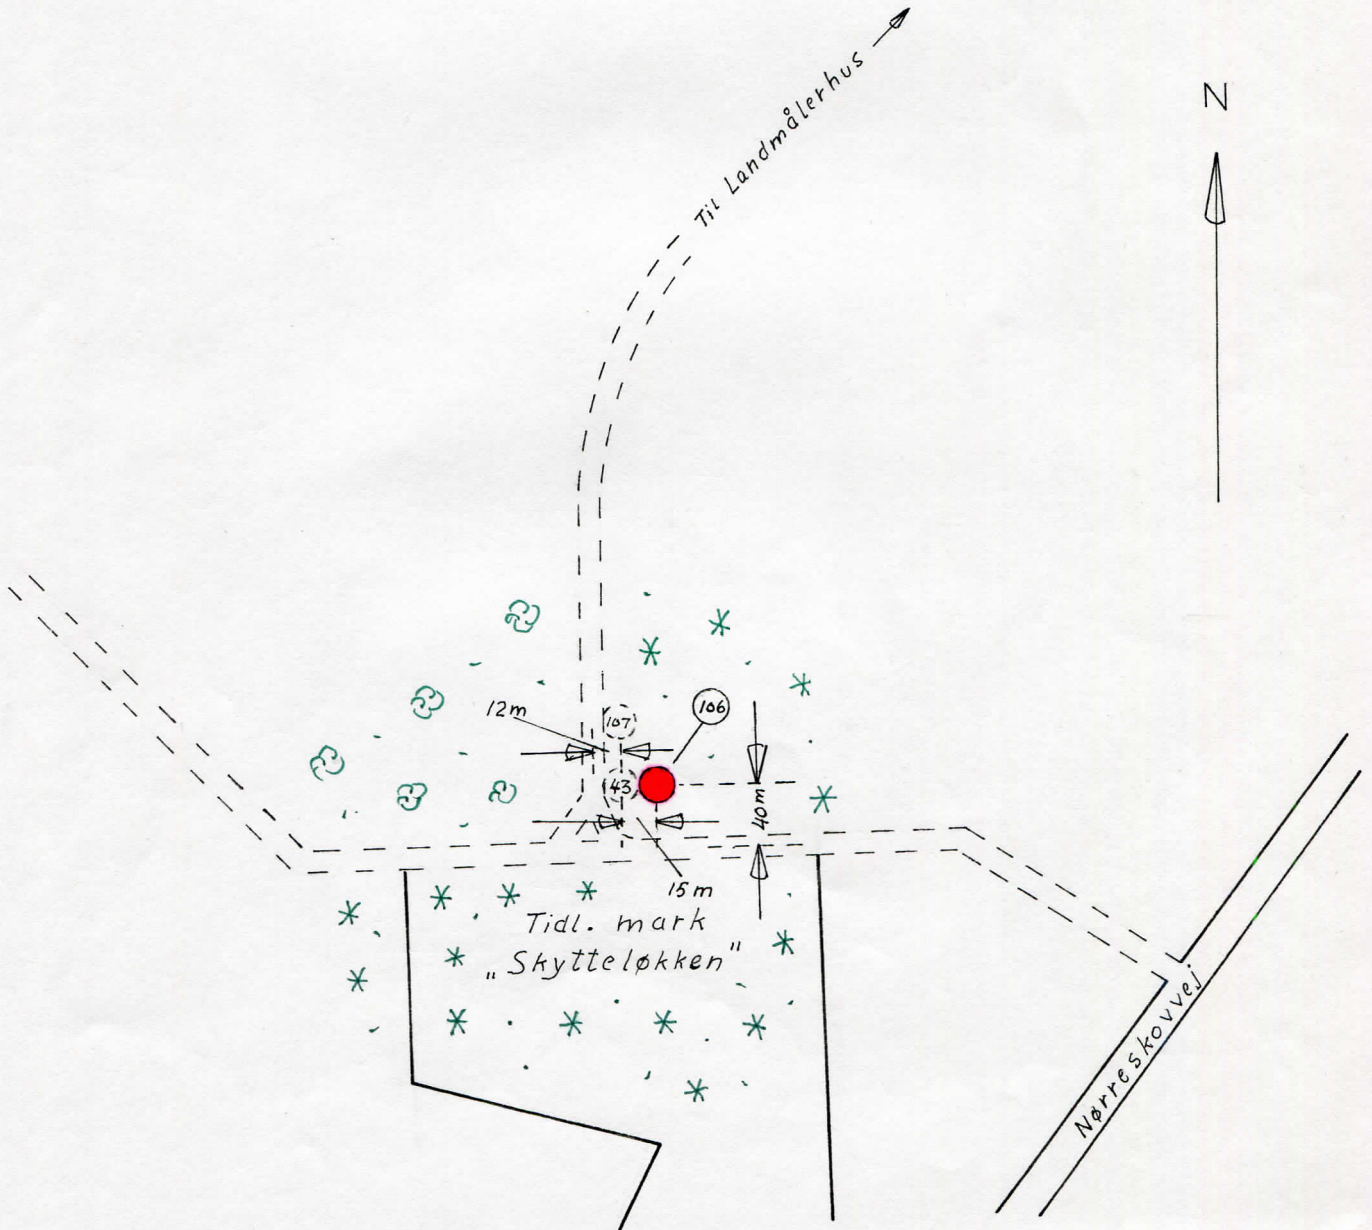 Til Landmålerhus
N
12m
107
106
43
40m
15m
Tidl. mark
„Skytteløkken"
Nørreskovvej